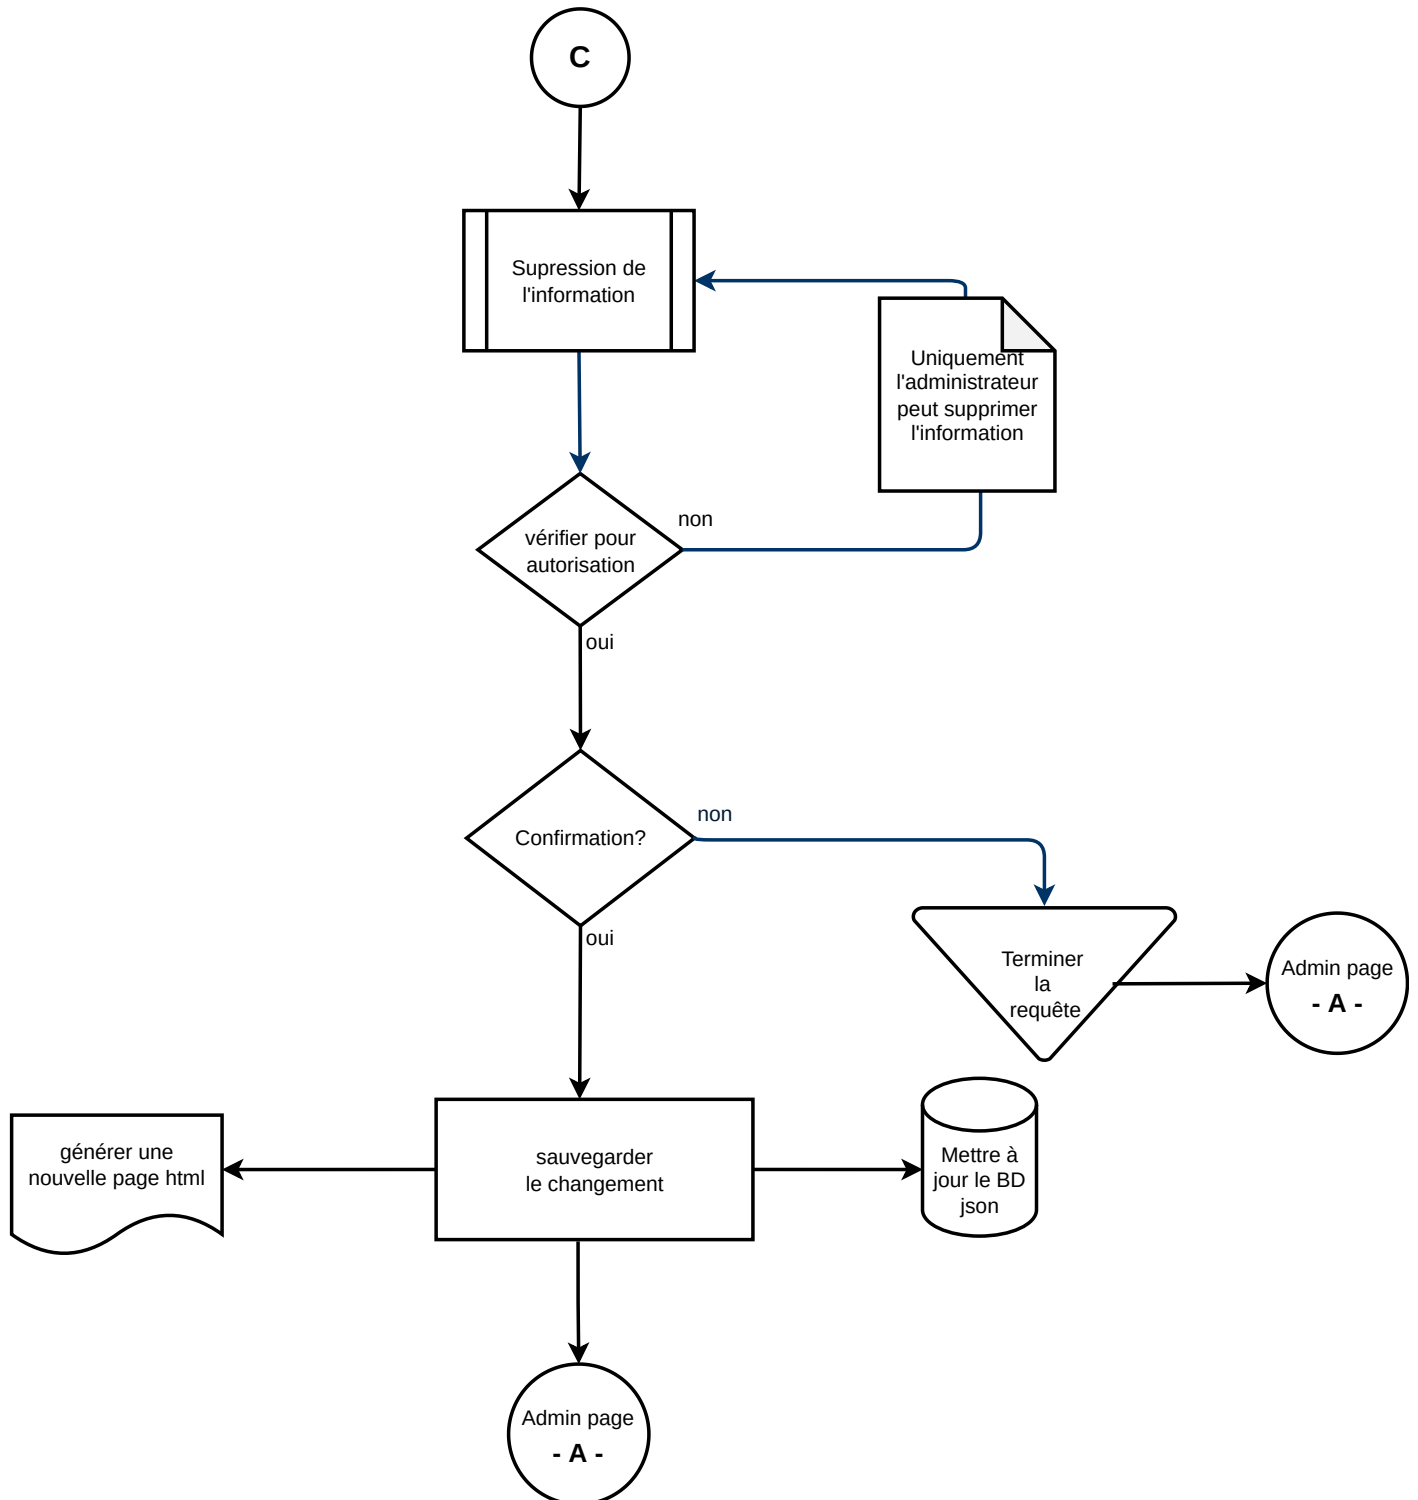 C
Supression de
l'information
Uniquement
l'administrateur
peut supprimer
l'information
vérifier pour
autorisation
non
oui
Confirmation?
non
oui
Terminer
la
requête
Admin page
- A -
générer une
nouvelle page html
sauvegarder
le changement
Mettre à
jour le BD
json
Admin page
- A -